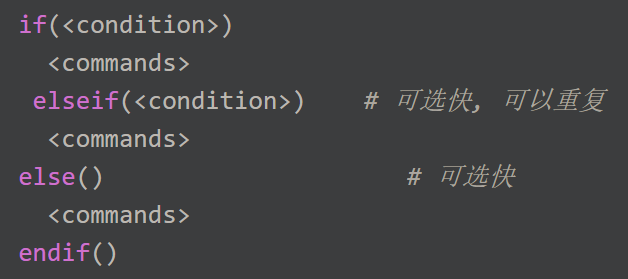 if(<condition>)
<commands>
elseif(<condition>) # 可选快, 可以重复
<commands>
else() # 可选快
<commands>
endif()